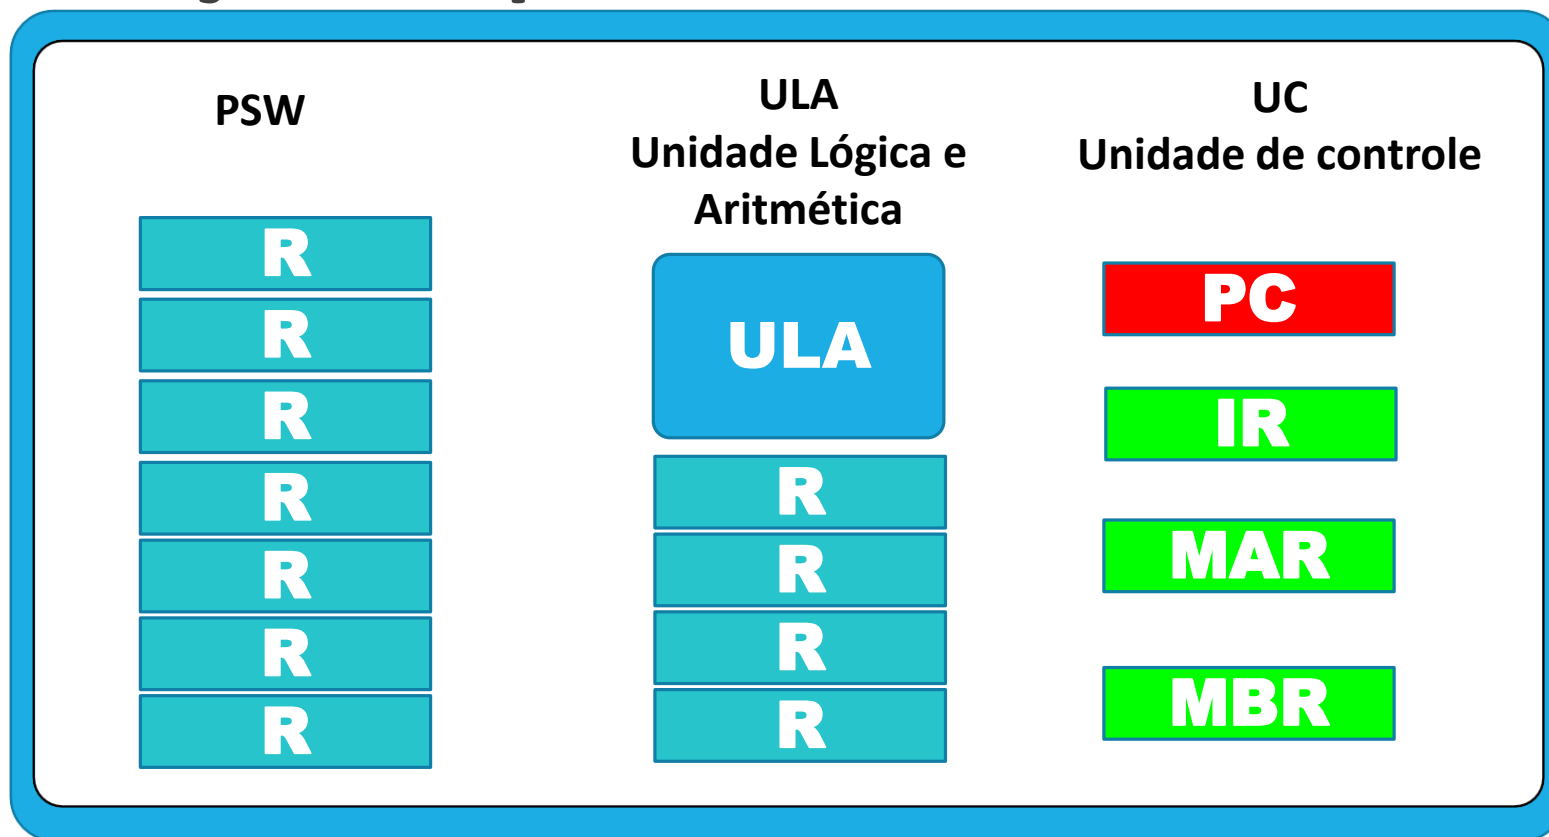 PSW
R
R
R
R
R
R
R
ULA
Unidade Lógica e
Aritmética
ULA
R
R
R
R
UC
Unidade de controle
PC
IR
MAR
MBR